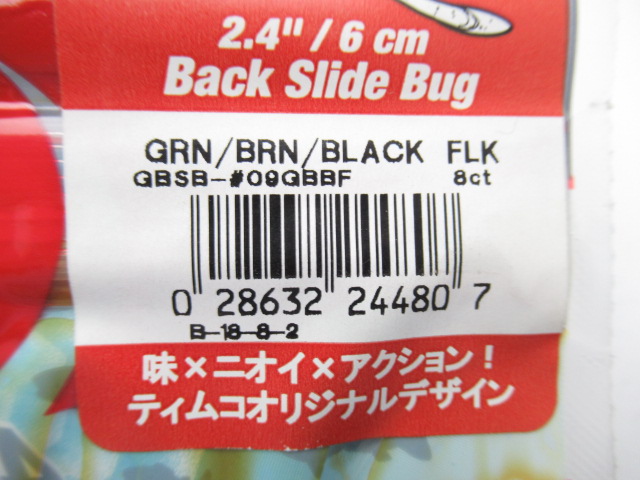 2.4"/6 cm
Back Slide Bug
GRN/BRN/BLACK FLK
GBSB-#09GBBF 8ct
0 28632 24480 7
B-18-8-2
味×ニオイ×アクション!
ティムコオリジナルデザイン